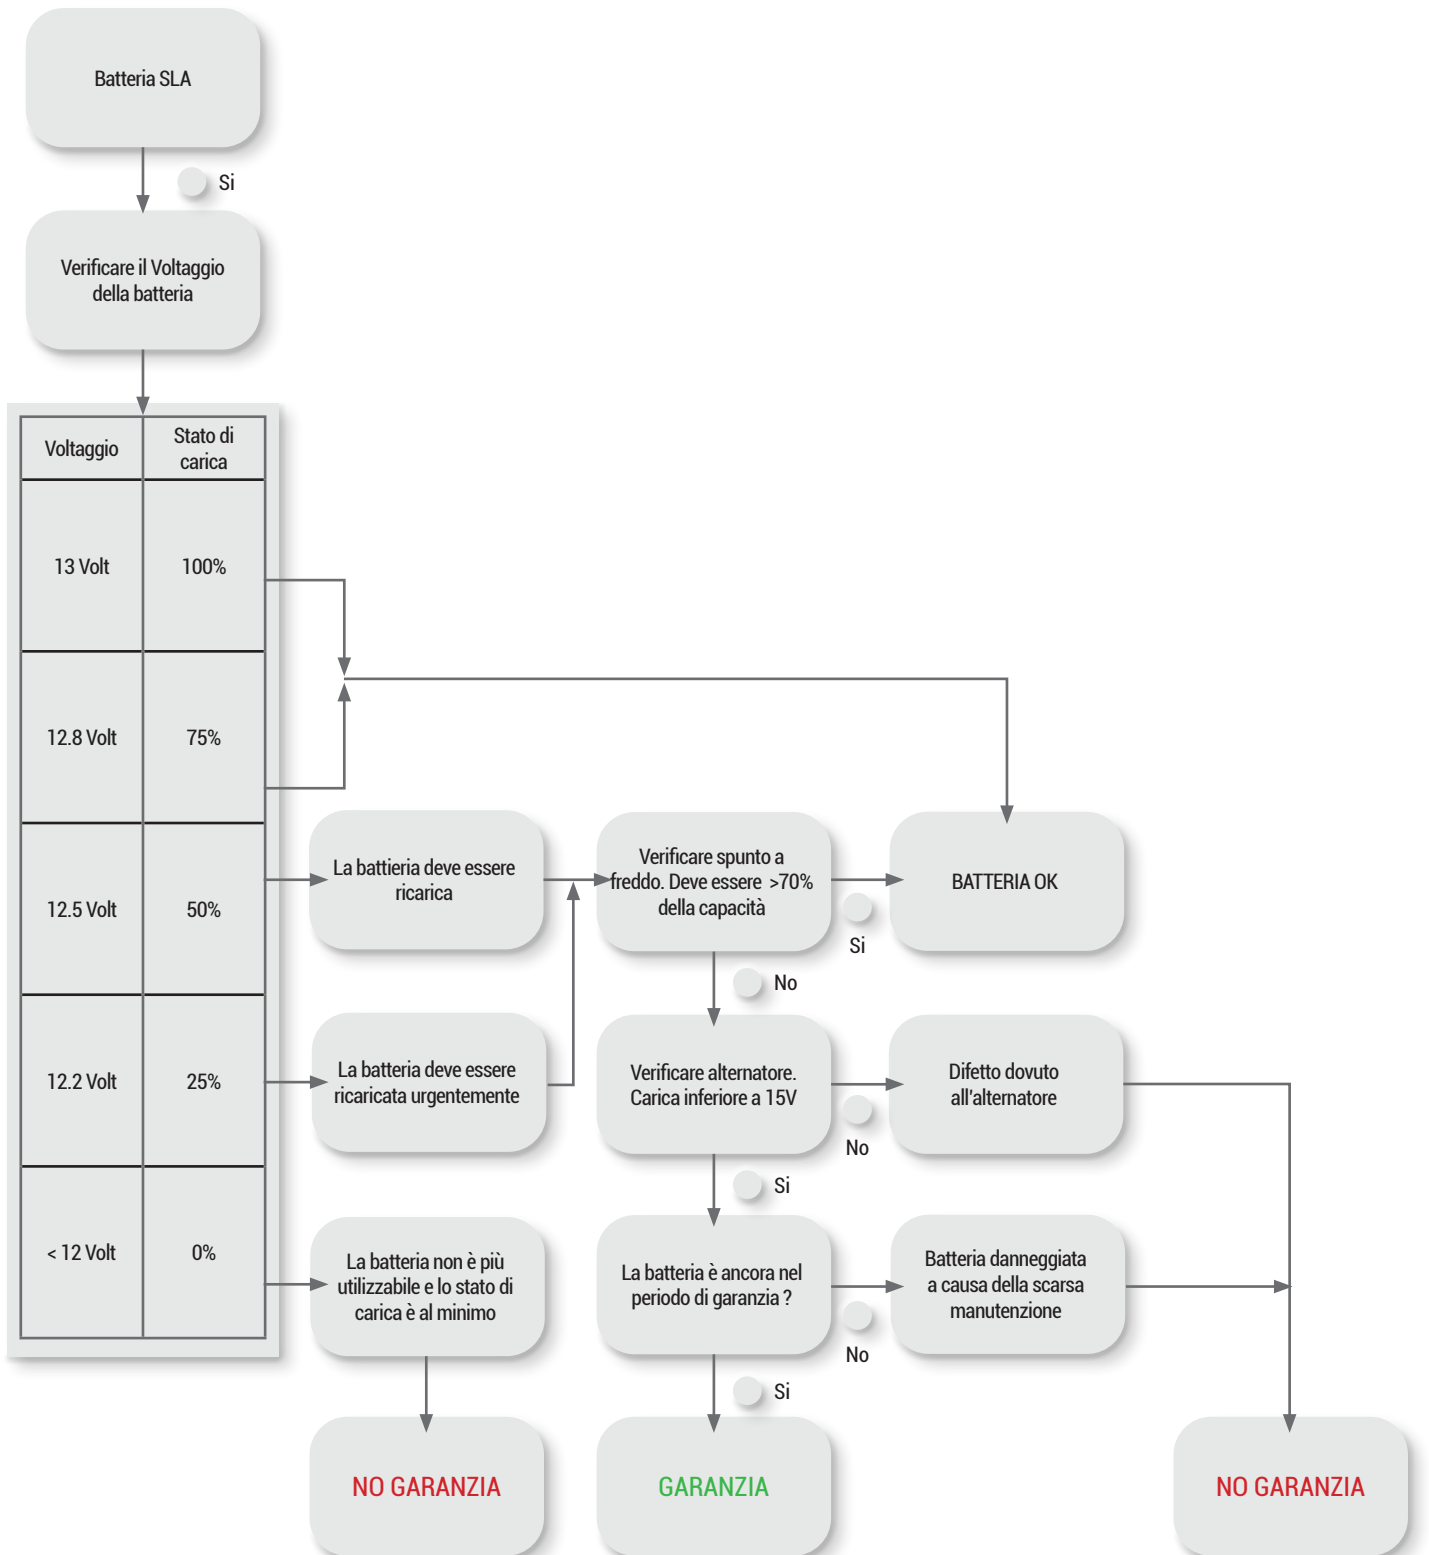 Batteria SLA
Si
Verificare il Voltaggio
della batteria
Voltaggio
Stato di
carica
13 Volt
100%
12.8 Volt
75%
12.5 Volt
50%
La battieria deve essere
ricarica
Verificare spunto a
freddo. Deve essere >70%
della capacità
BATTERIA OK
Si
No
12.2 Volt
25%
La batteria deve essere
ricaricata urgentemente
Verificare alternatore.
Carica inferiore a 15V
Difetto dovuto
all'alternatore
No
Si
< 12 Volt
0%
La batteria non è più
utilizzabile e lo stato di
carica è al minimo
La batteria è ancora nel
periodo di garanzia ?
Batteria danneggiata
a causa della scarsa
manutenzione
No
Si
NO GARANZIA
GARANZIA
NO GARANZIA